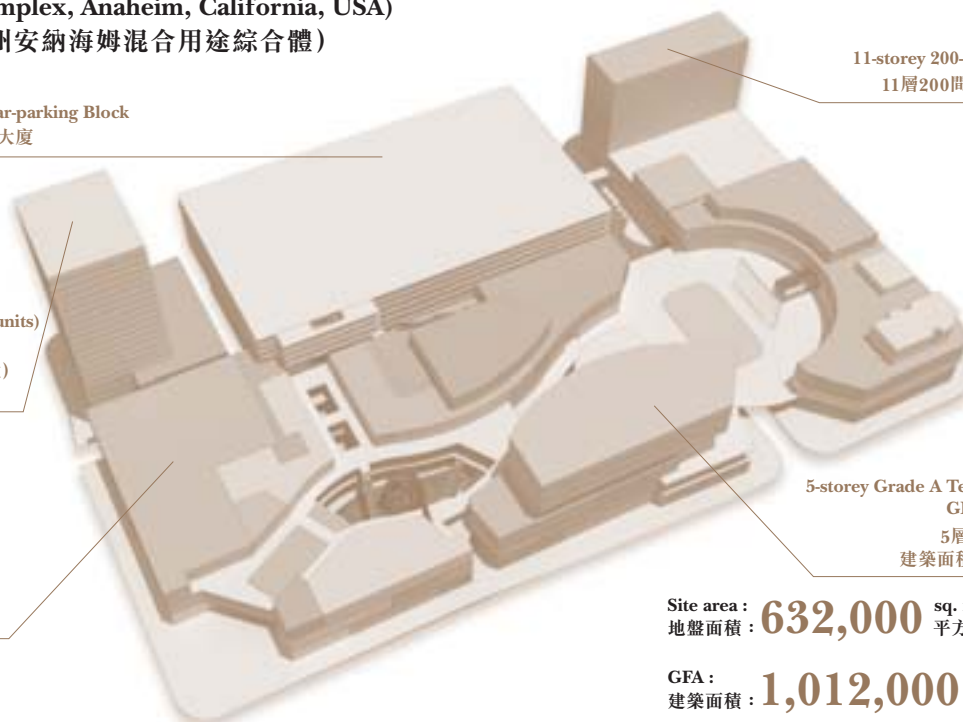 mplex, Anaheim, California, USA)
州安納海姆混合用途綜合體)
11-storey 200-
11層200間
ar-parking Block
大廈
units)
)
5-storey Grade A Te
GF
5層
建築面積
Site area : 632,000 sq.
地盤面積 : 平方
GFA :
建築面積 : 1,012,000